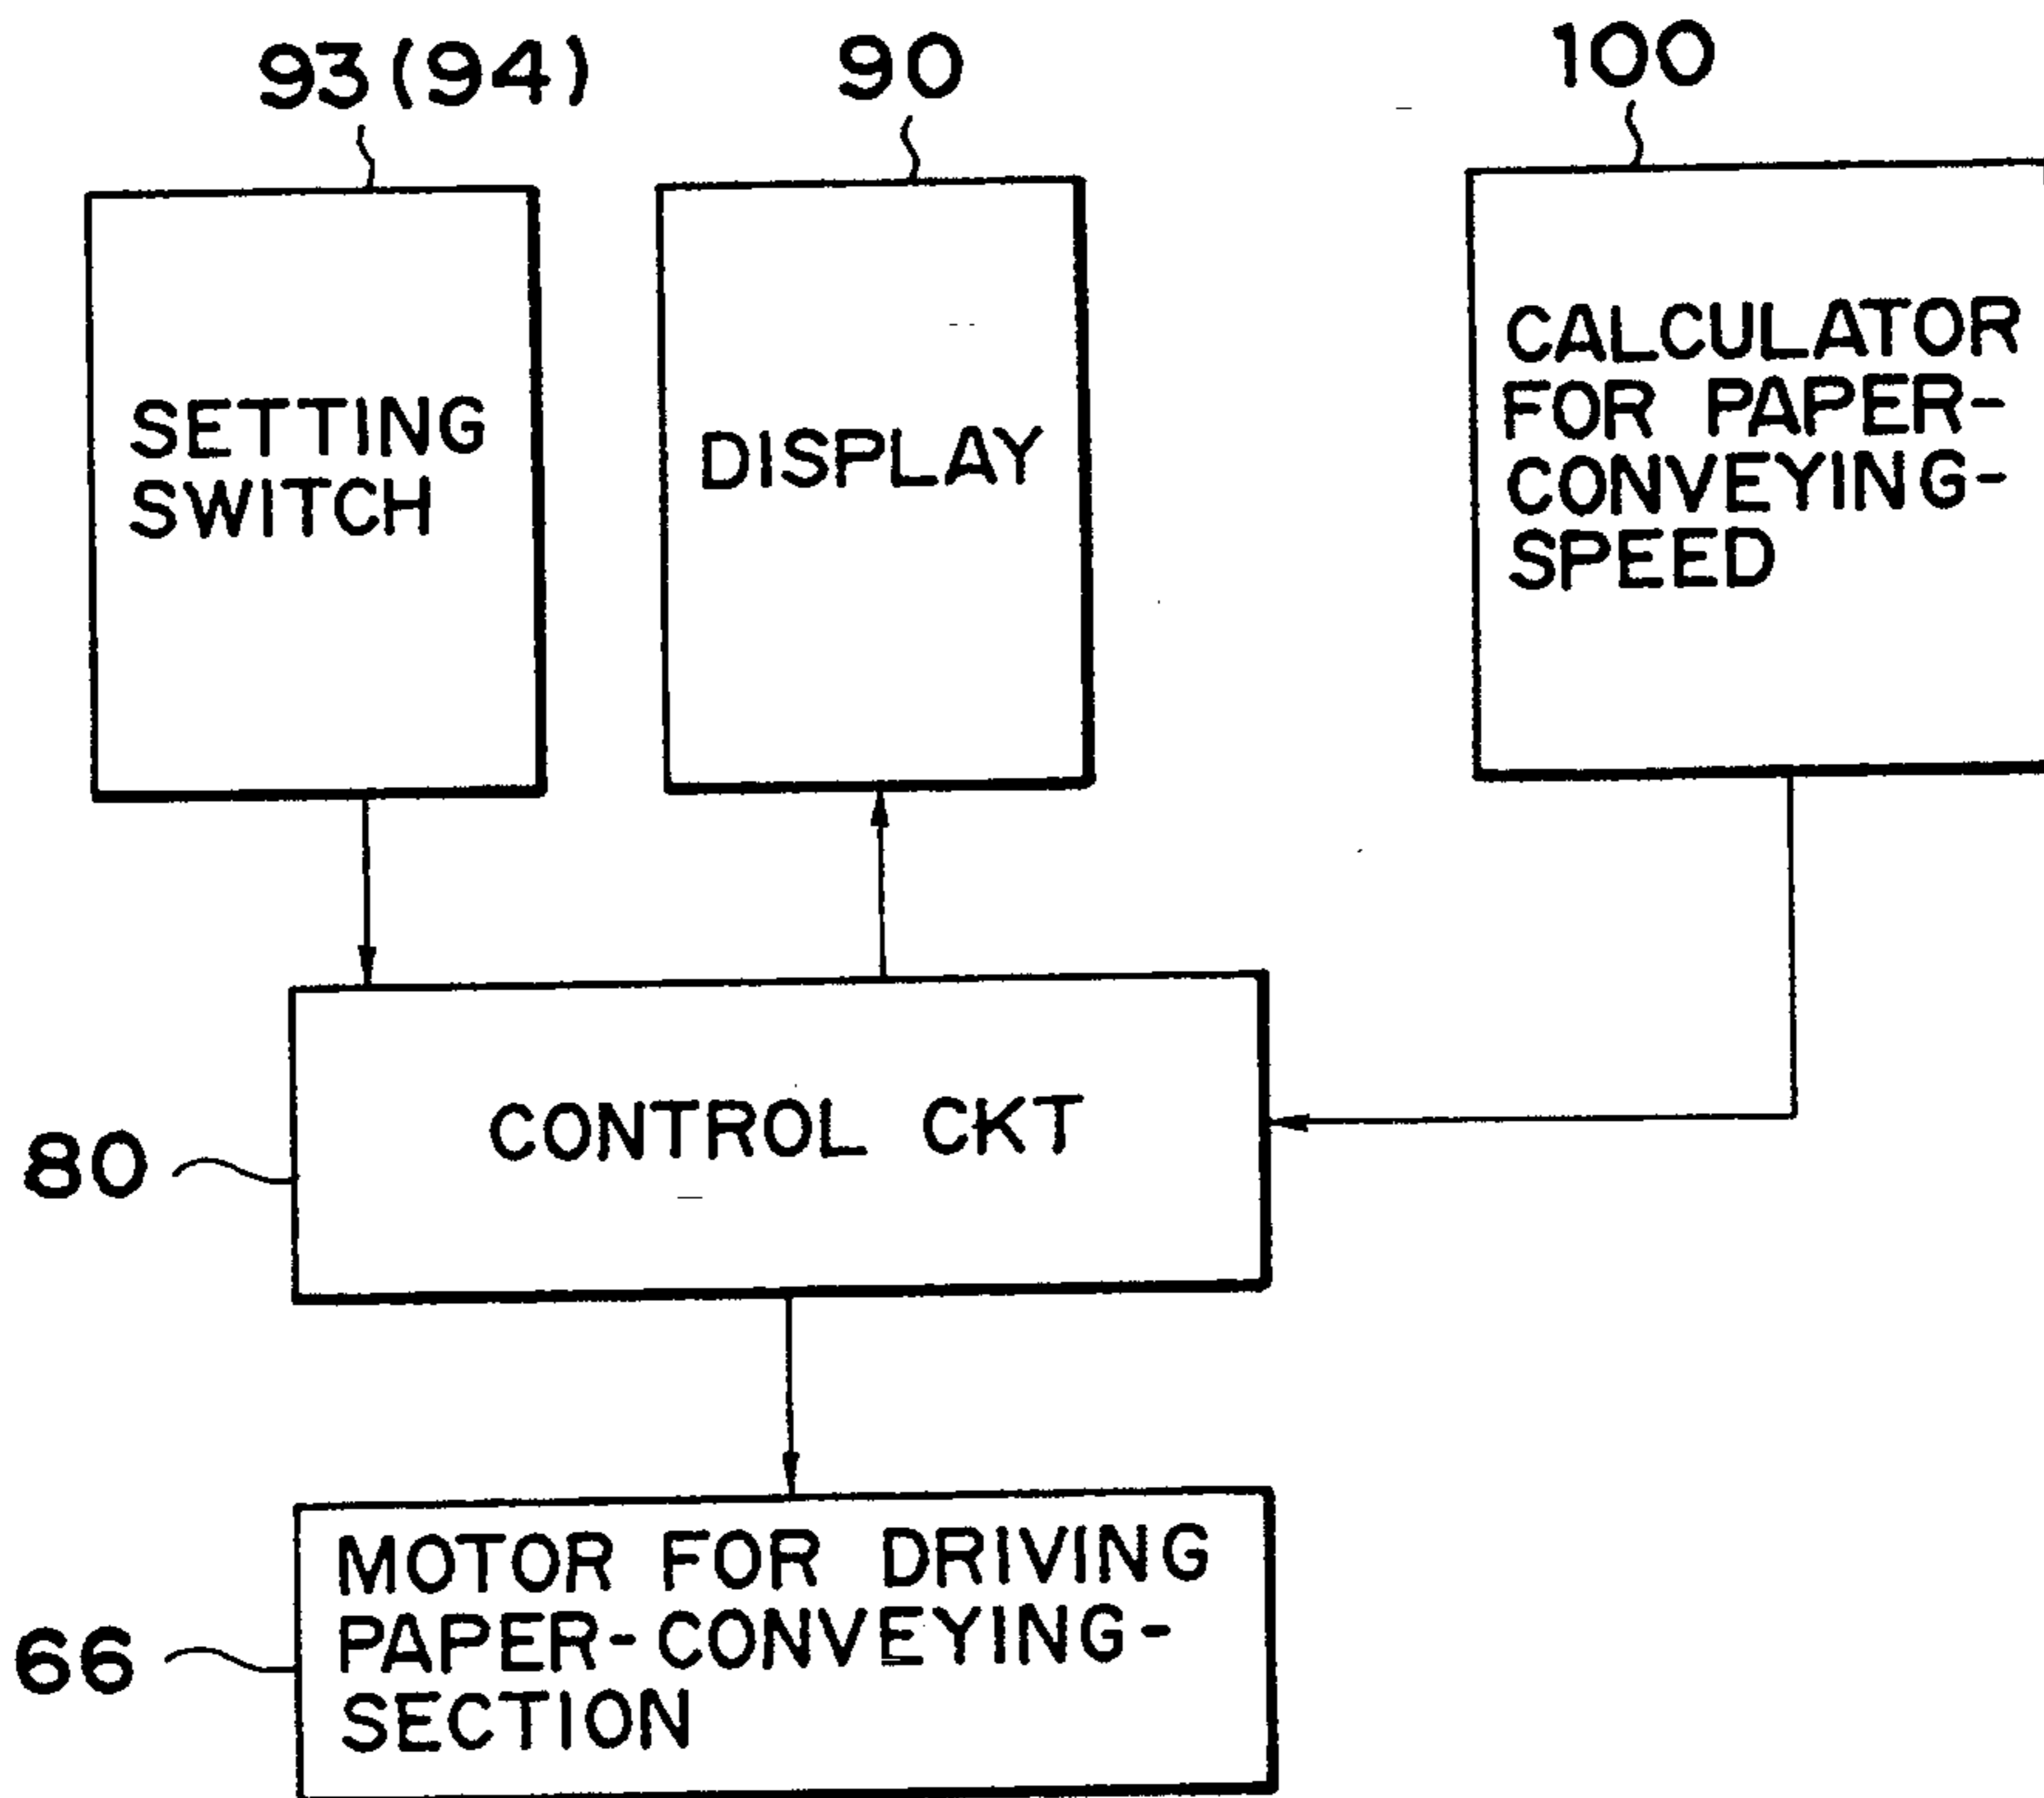 93(94)
90
100
SETTING
SWITCH
DISPLAY
CALCULATOR
FOR PAPER-
CONVEYING-
SPEED
80
CONTROL CKT
66
MOTOR FOR DRIVING
PAPER-CONVEYING-
SECTION